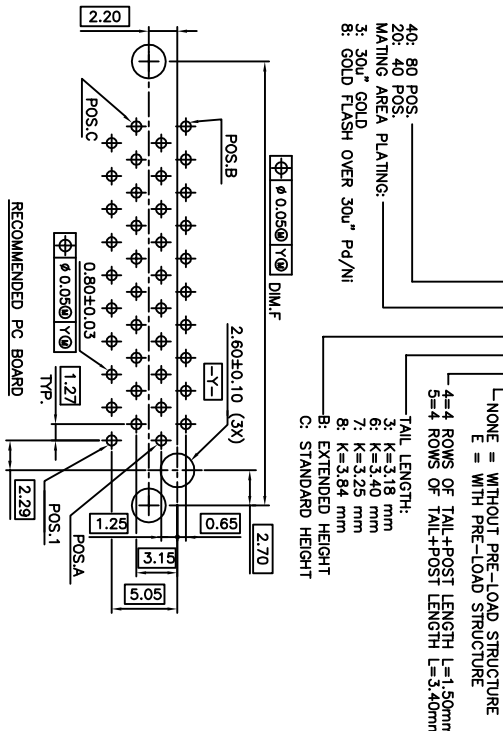 NONE = WITHOUT PRE-LOAD STRUCTURE
E = WITH PRE-LOAD STRUCTURE
4=4 ROWS OF TAIL+POST LENGTH L=1.50mm
5=4 ROWS OF TAIL+POST LENGTH L=3.40mm
TAIL LENGTH:
3: K=3.18 mm
6: K=3.40 mm
7: K=3.25 mm
8: K=3.84 mm
B: EXTENDED HEIGHT
C: STANDARD HEIGHT
40: 80 POS.
20: 40 POS.
MATING AREA PLATING:
3: 30u" GOLD
8: GOLD FLASH OVER 30u" Pd/Ni
DIM.F
⌖ Ø 0.05Ⓜ YⓂ
2.60±0.10 (3X)
-Y-
2.70
0.65
3.15
5.05
1.25
2.20
POS.B
POS.C
POS.A
POS.1
2.29
1.27
TYP.
0.80±0.03
⌖ Ø 0.05Ⓜ YⓂ
RECOMMENDED PC BOARD